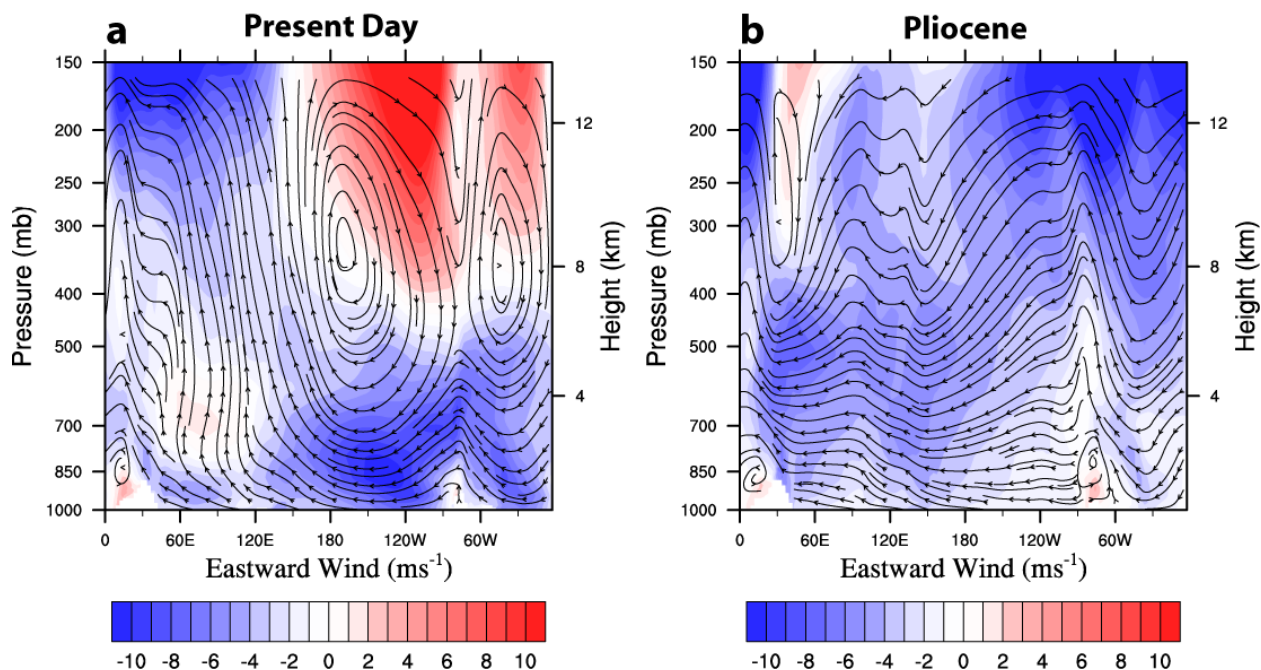 a Present Day
150
200
250
300
400
500
700
850
1000
Pressure (mb)
12
8
4
Height (km)
0 60E 120E 180 120W 60W
Eastward Wind (ms-1)
-10 -8 -6 -4 -2 0 2 4 6 8 10
b Pliocene
150
200
250
300
400
500
700
850
1000
Pressure (mb)
12
8
4
Height (km)
0 60E 120E 180 120W 60W
Eastward Wind (ms-1)
-10 -8 -6 -4 -2 0 2 4 6 8 10